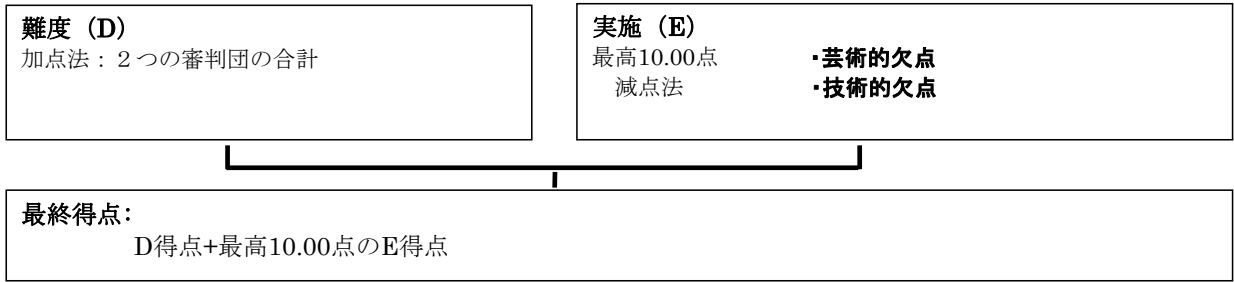 難度（D）
加点法：２つの審判団の合計
実施（E）
最高10.00点 ・芸術的欠点
減点法 ・技術的欠点
最終得点：
D得点+最高10.00点のE得点